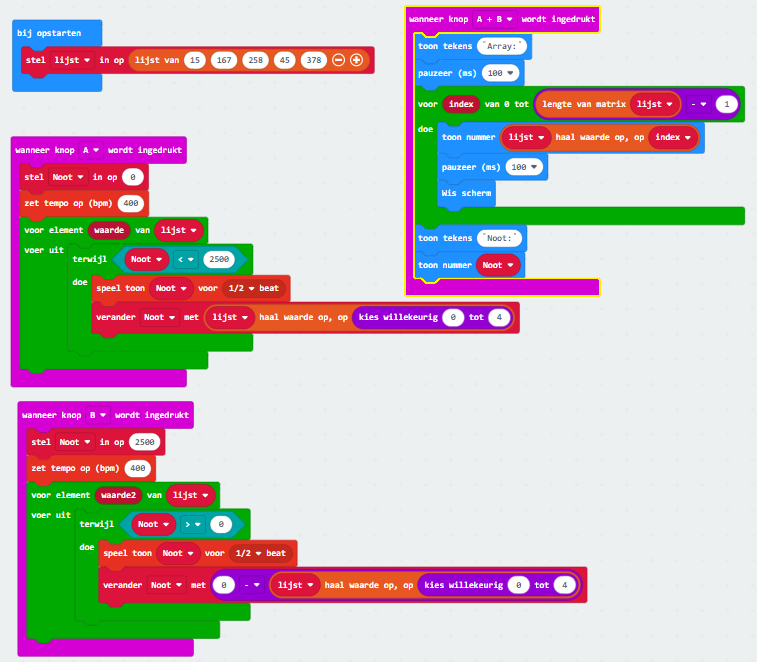 bij opstarten
stel lijst in op lijst van 15 167 258 45 378
wanneer knop A wordt ingedrukt
stel Noot in op 0
zet tempo op (bpm) 400
voor element waarde van lijst
voer uit
terwijl Noot < 2500
doe
speel toon Noot voor 1/2 beat
verander Noot met lijst haal waarde op, op kies willekeurig 0 tot 4
wanneer knop B wordt ingedrukt
stel Noot in op 2500
zet tempo op (bpm) 400
voor element waarde2 van lijst
voer uit
terwijl Noot > 0
doe
speel toon Noot voor 1/2 beat
verander Noot met 0 - lijst haal waarde op, op kies willekeurig 0 tot 4
wanneer knop A + B wordt ingedrukt
toon tekens "Array:"
pauzeer (ms) 100
voor index van 0 tot lengte van matrix lijst - 1
doe
toon nummer lijst haal waarde op, op index
pauzeer (ms) 100
Wis scherm
toon tekens "Noot:"
toon nummer Noot